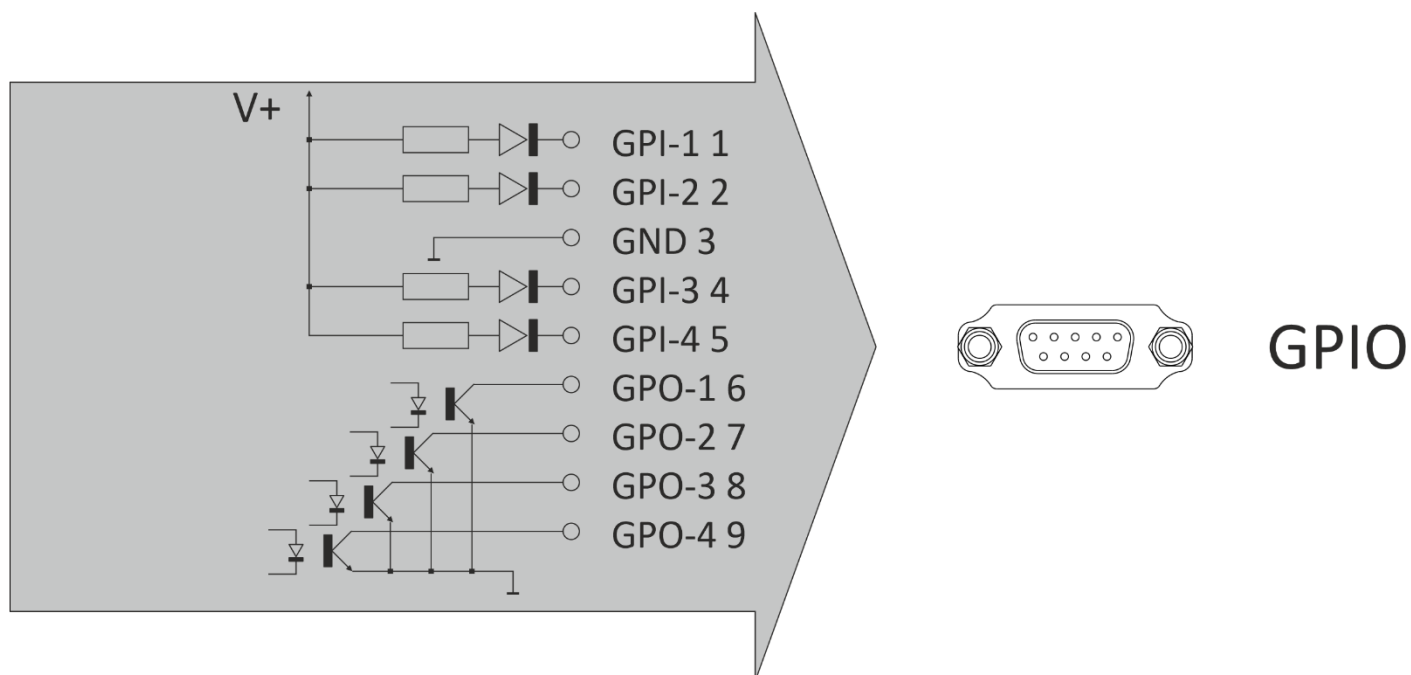 V+
GPI-1 1
GPI-2 2
GND 3
GPI-3 4
GPI-4 5
GPO-1 6
GPO-2 7
GPO-3 8
GPO-4 9
GPIO